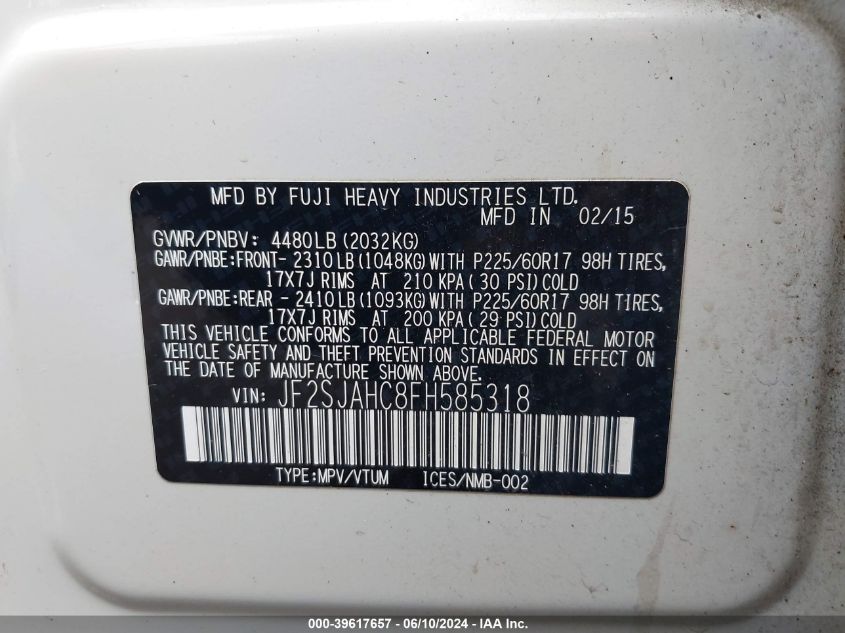 MFD BY FUJI HEAVY INDUSTRIES LTD.
MFD IN 02/15
GVWR/PNBV: 4480LB(2032KG)
GAWR/PNBE:FRONT- 2310LB(1048KG)WITH P225/60R17 98H TIRES,
17X7J RIMS AT 210 KPA( 30 PSI)COLD
GAWR/PNBE:REAR - 2410LB(1093KG)WITH P225/60R17 98H TIRES,
17X7J RIMS AT 200 KPA( 29 PSI)COLD
THIS VEHICLE CONFORMS TO ALL APPLICABLE FEDERAL MOTOR
VEHICLE SAFETY AND THEFT PREVENTION STANDARDS IN EFFECT ON
THE DATE OF MANUFACTURE SHOWN ABOVE.
VIN: JF2SJAHC8FH585318
TYPE:MPV/VTUM ICES/NMB-002
000-39617657 - 06/10/2024 - IAA Inc.